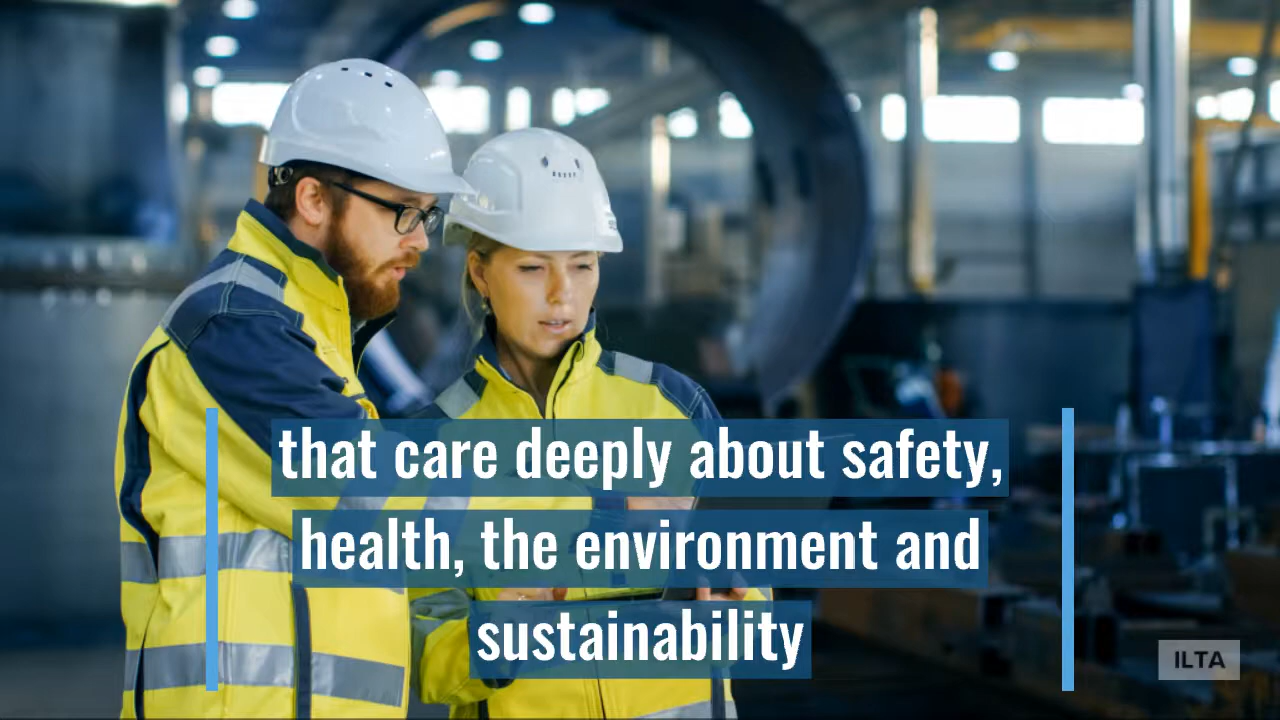 that care deeply about safety,
health, the environment and
sustainability
ILTA